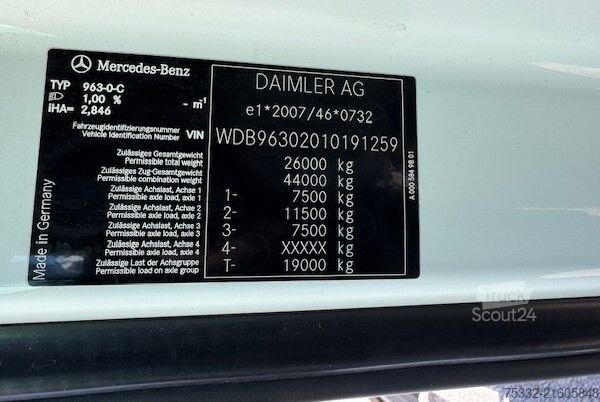 Mercedes-Benz
TYP 963-0-C
1,00 % - m⁻¹
IHA= 2,846
Fahrzeugidentifizierungsnummer
Vehicle Identification Number VIN
Zulässiges Gesamtgewicht
Permissible total weight
Zulässiges Zug-Gesamtgewicht
Permissible combination weight
Zulässige Achslast, Achse 1
Permissible axle load, axle 1
Zulässige Achslast, Achse 2
Permissible axle load, axle 2
Zulässige Achslast, Achse 3
Permissible axle load, axle 3
Zulässige Achslast, Achse 4
Permissible axle load, axle 4
Zulässige Last der Achsgruppe
Permissible load on axle group
Made in Germany
DAIMLER AG
e1*2007/46*0732
WDB96302010191259
26000 kg
44000 kg
1- 7500 kg
2- 11500 kg
3- 7500 kg
4- XXXXX kg
T- 19000 kg
A 000 584 98 01
Truck
Scout24
75332-21605848